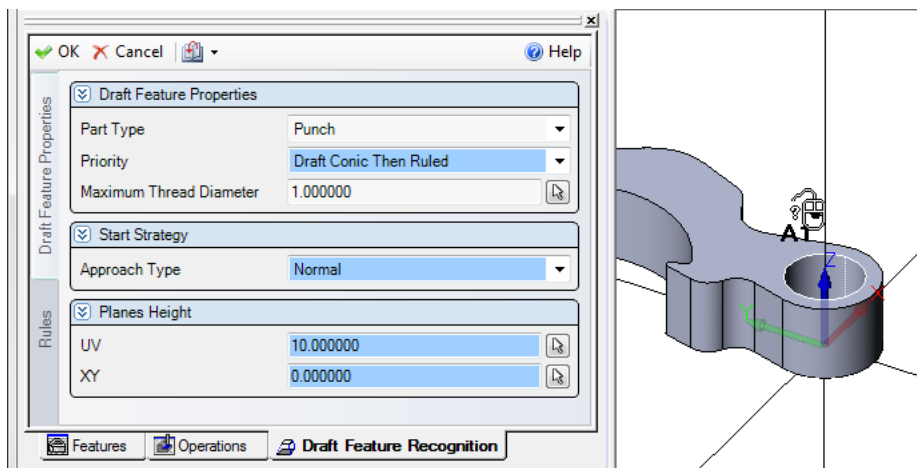 OK Cancel Help
Draft Feature Properties
Rules
Draft Feature Properties
Part Type Punch
Priority Draft Conic Then Ruled
Maximum Thread Diameter 1.000000
Start Strategy
Approach Type Normal
Planes Height
UV 10.000000
XY 0.000000
Features Operations Draft Feature Recognition
A1
Z
X
Y